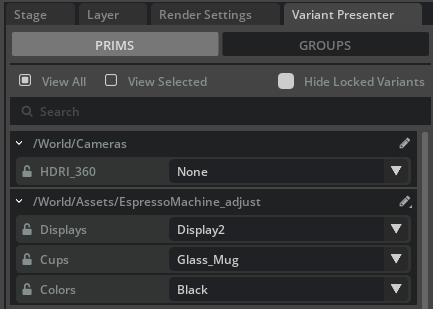 Stage Layer Render Settings Variant Presenter
PRIMS GROUPS
View All View Selected Hide Locked Variants
Search
/World/Cameras
HDRI_360 None
/World/Assets/EspressoMachine_adjust
Displays Display2
Cups Glass_Mug
Colors Black